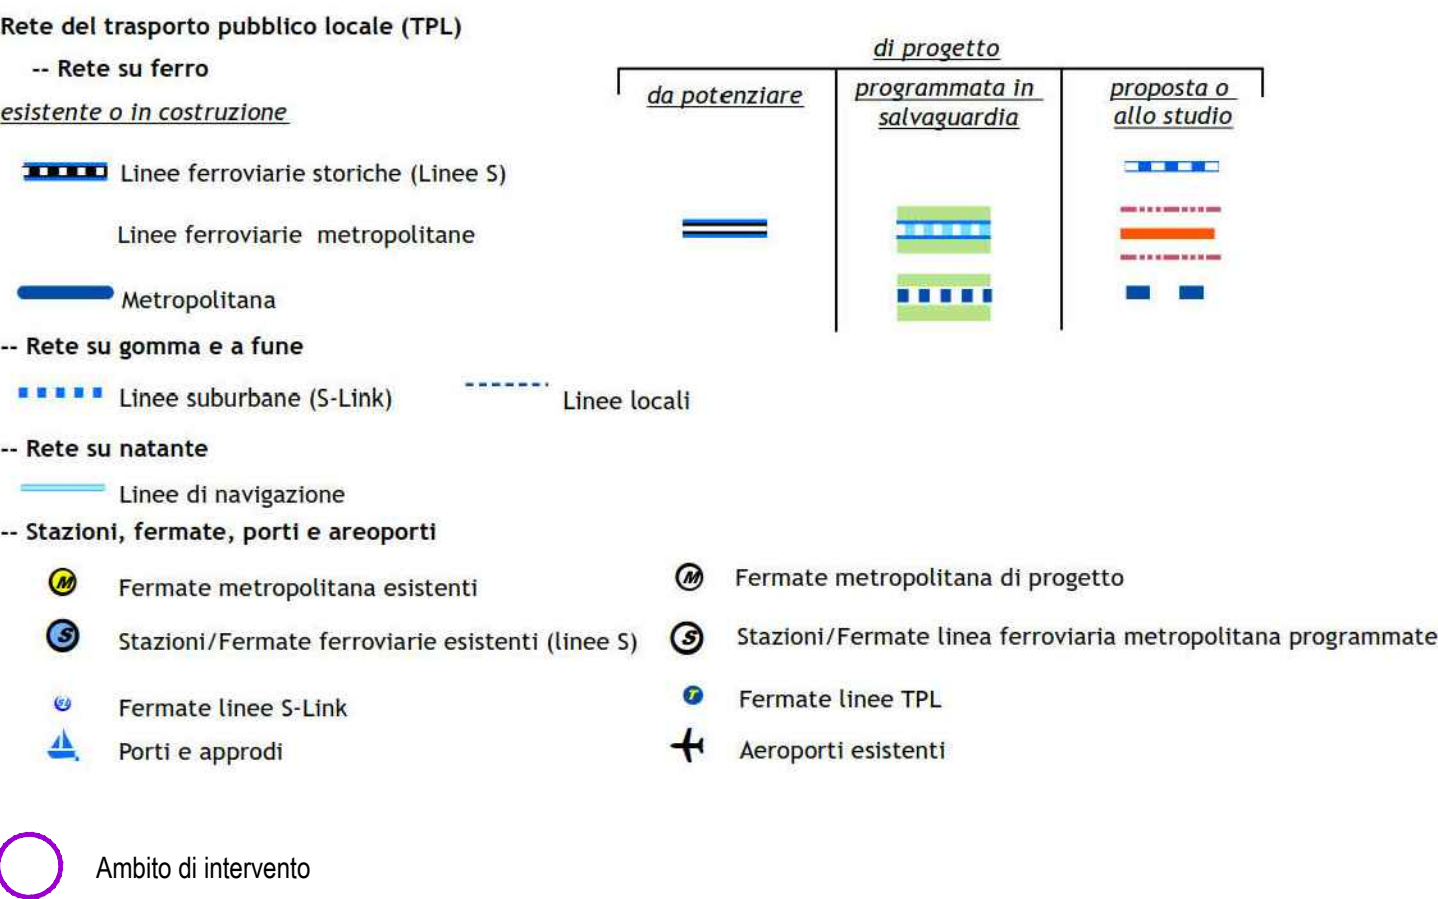 Rete del trasporto pubblico locale (TPL)
di progetto
-- Rete su ferro
da potenziare
programmata in
salvaguardia
proposta o
allo studio
esistente o in costruzione
Linee ferroviarie storiche (Linee S)
Linee ferroviarie metropolitane
Metropolitana
-- Rete su gomma e a fune
Linee suburbane (S-Link)
Linee locali
-- Rete su natante
Linee di navigazione
-- Stazioni, fermate, porti e areoporti
M Fermate metropolitana esistenti
M Fermate metropolitana di progetto
S Stazioni/Fermate ferroviarie esistenti (linee S)
S Stazioni/Fermate linea ferroviaria metropolitana programmate
SL Fermate linee S-Link
T Fermate linee TPL
Porti e approdi
Aeroporti esistenti
Ambito di intervento